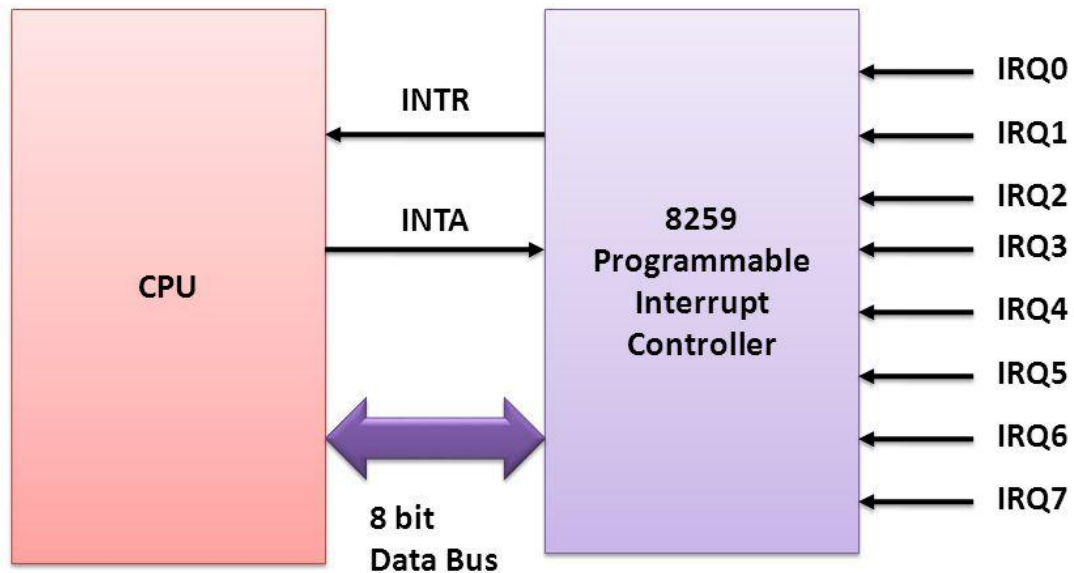 CPU
INTR
INTA
8 bit
Data Bus
8259
Programmable
Interrupt
Controller
IRQ0
IRQ1
IRQ2
IRQ3
IRQ4
IRQ5
IRQ6
IRQ7